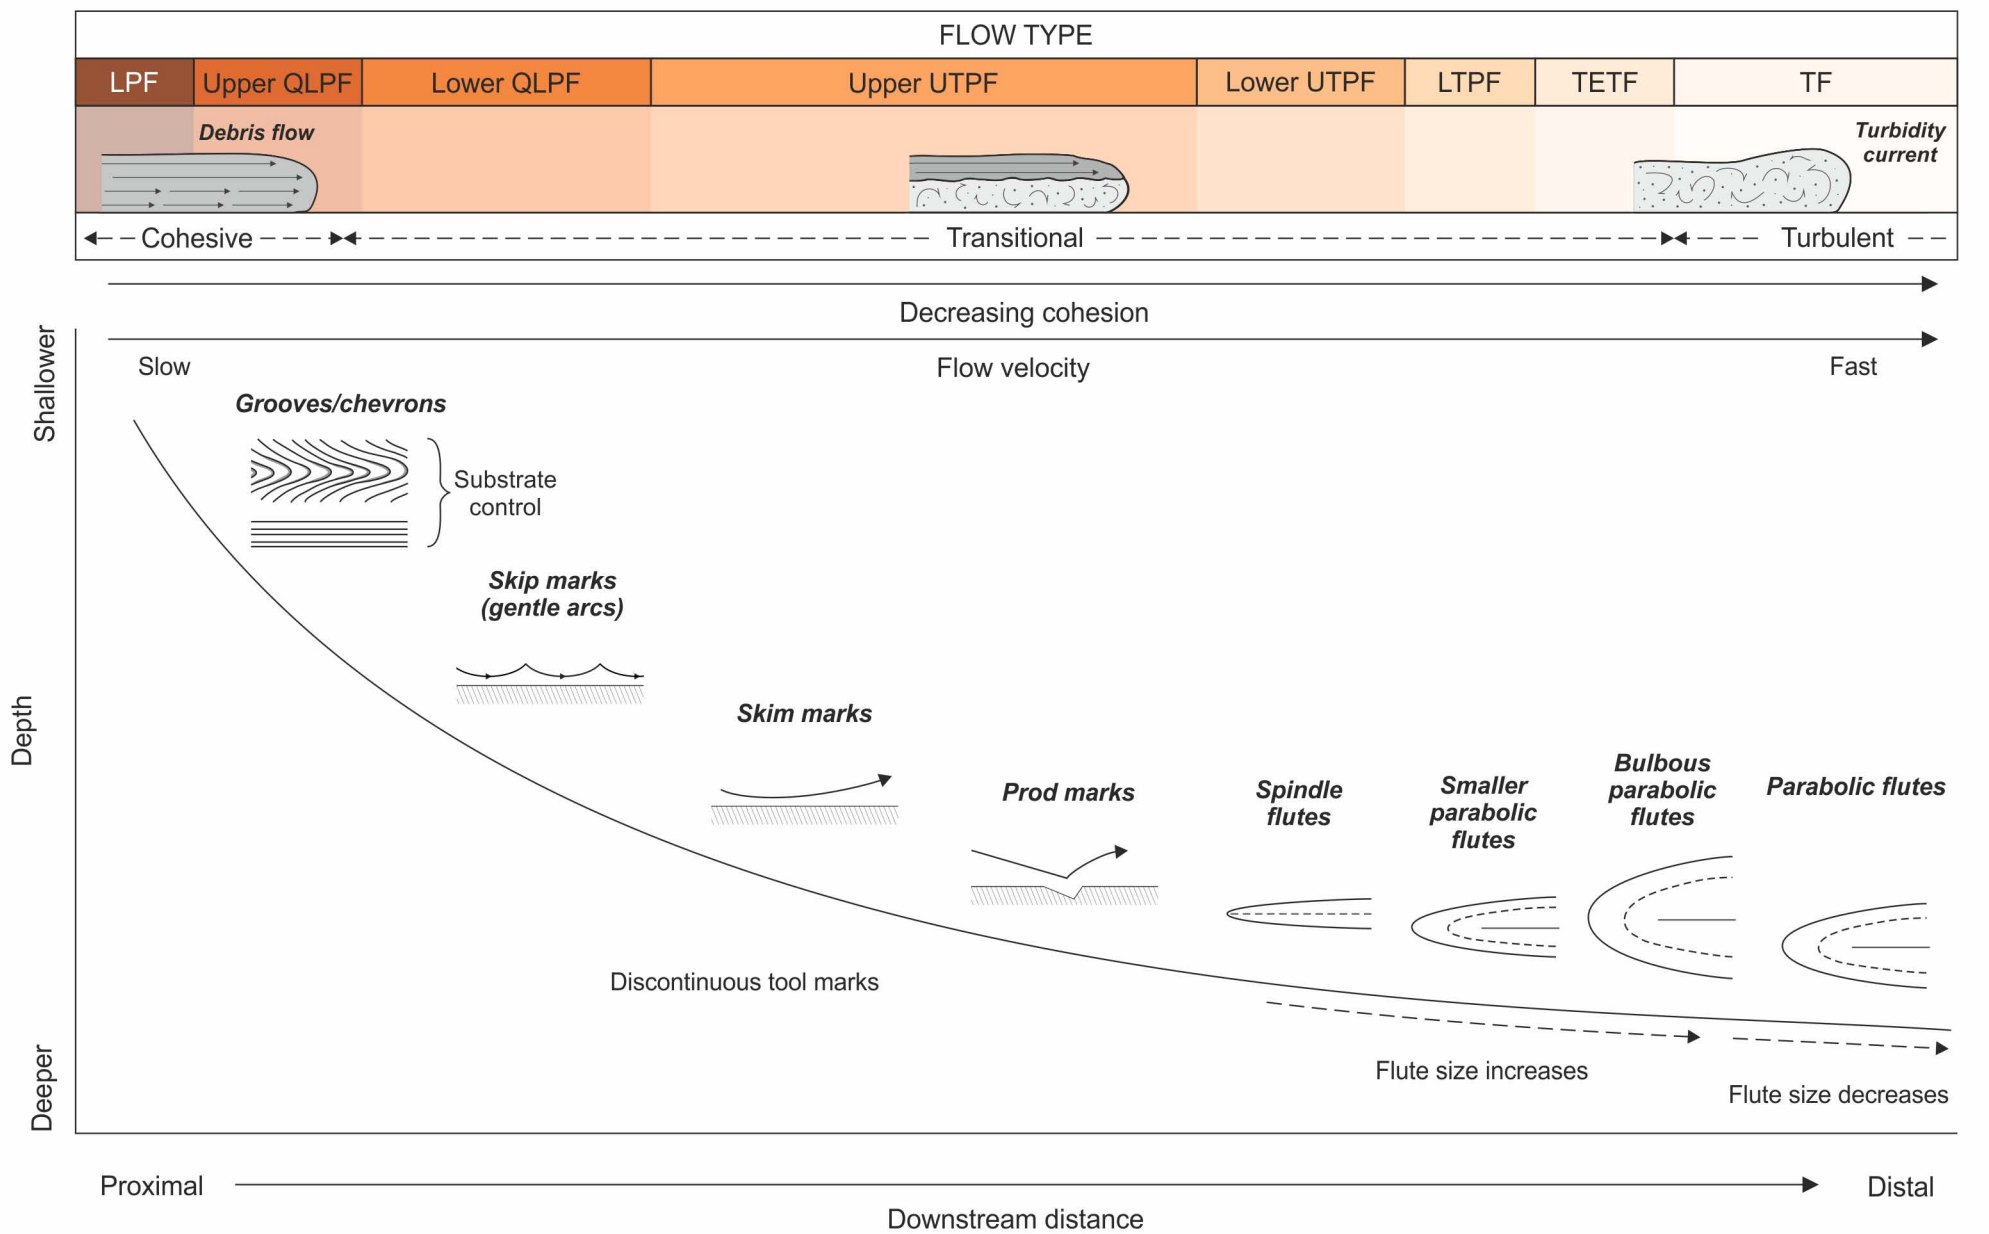 FLOW TYPE
LPF
Upper QLPF
Lower QLPF
Upper UTPF
Lower UTPF
LTPF
TETF
TF
Debris flow
Turbidity
current
Cohesive
Transitional
Turbulent
Decreasing cohesion
Slow
Flow velocity
Fast
Shallower
Depth
Deeper
Grooves/chevrons
Substrate
control
Skip marks
(gentle arcs)
Skim marks
Prod marks
Spindle
flutes
Smaller
parabolic
flutes
Bulbous
parabolic
flutes
Parabolic flutes
Discontinuous tool marks
Flute size increases
Flute size decreases
Proximal
Distal
Downstream distance